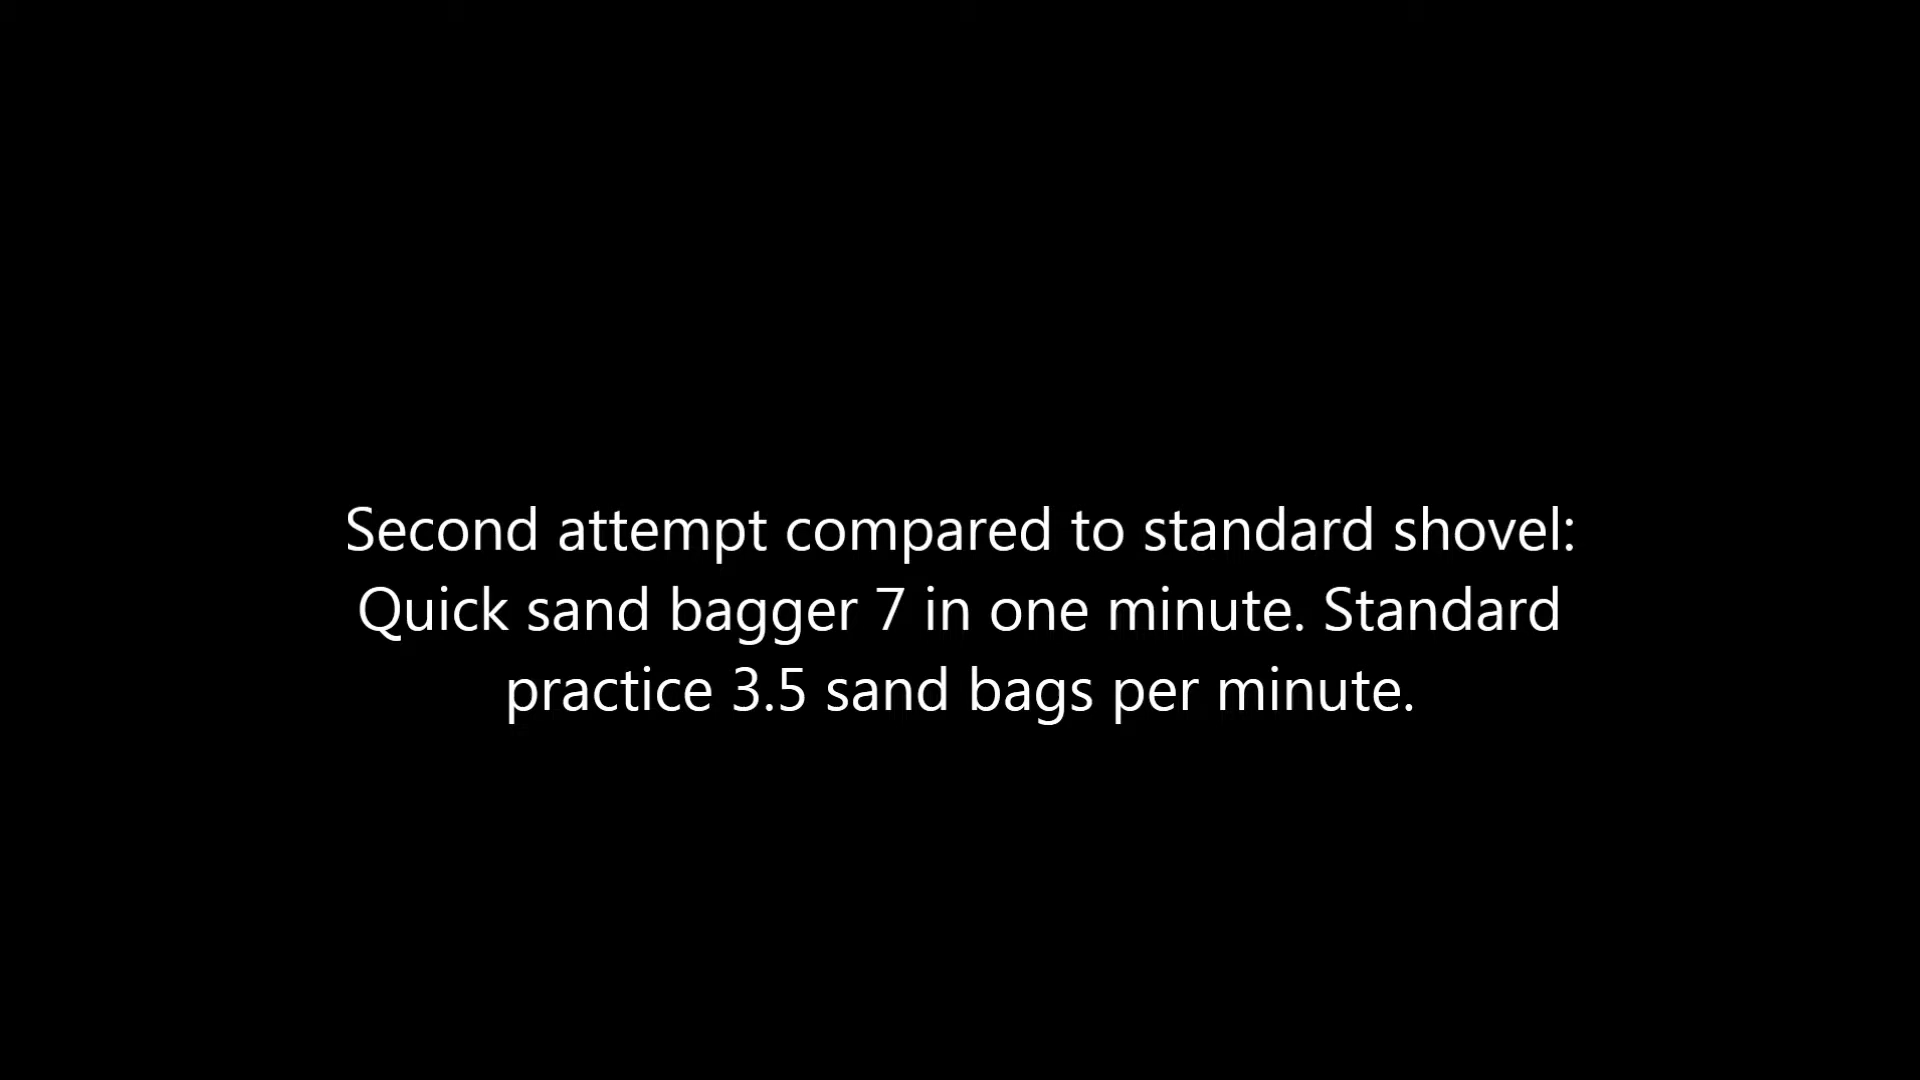 Second attempt compared to standard shovel:
Quick sand bagger 7 in one minute. Standard
practice 3.5 sand bags per minute.